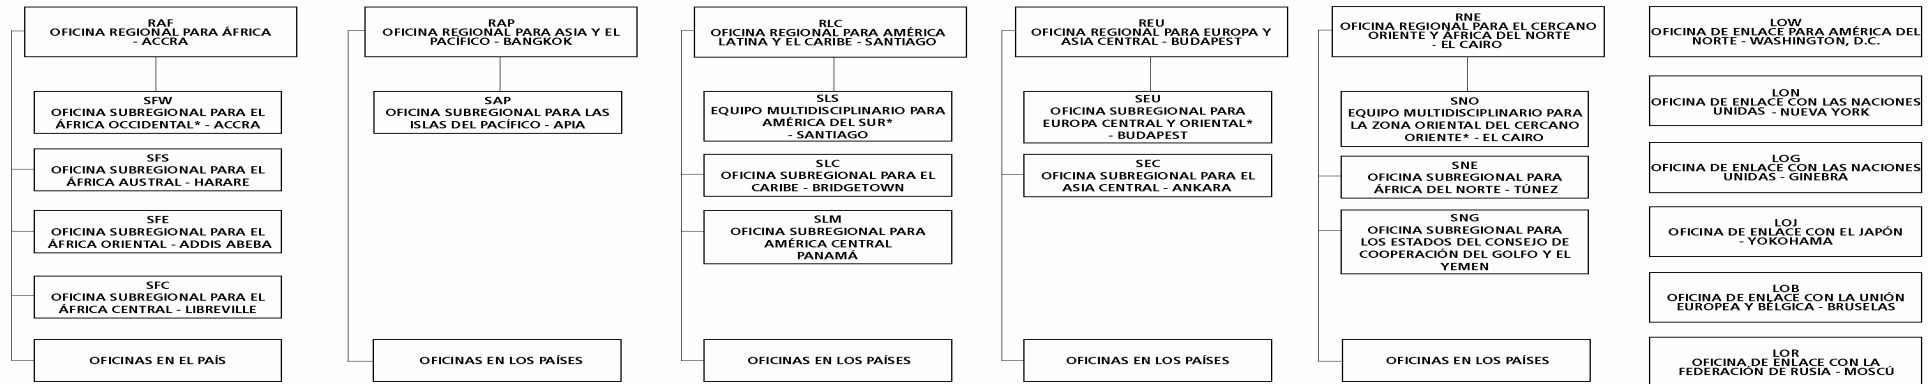 RAF
OFICINA REGIONAL PARA ÁFRICA
- ACCRA
SFW
OFICINA SUBREGIONAL PARA EL
ÁFRICA OCCIDENTAL* - ACCRA
SFS
OFICINA SUBREGIONAL PARA EL
ÁFRICA AUSTRAL - HARARE
SFE
OFICINA SUBREGIONAL PARA EL
ÁFRICA ORIENTAL - ADDIS ABEBA
SFC
OFICINA SUBREGIONAL PARA EL
ÁFRICA CENTRAL - LIBREVILLE
OFICINAS EN EL PAÍS
RAP
OFICINA REGIONAL PARA ASIA Y EL
PACÍFICO - BANGKOK
SAP
OFICINA SUBREGIONAL PARA LAS
ISLAS DEL PACÍFICO - APIA
OFICINAS EN LOS PAÍSES
RLC
OFICINA REGIONAL PARA AMÉRICA
LATINA Y EL CARIBE - SANTIAGO
SLS
EQUIPO MULTIDISCIPLINARIO PARA
AMÉRICA DEL SUR*
- SANTIAGO
SLC
OFICINA SUBREGIONAL PARA EL
CARIBE - BRIDGETOWN
SLM
OFICINA SUBREGIONAL PARA
AMÉRICA CENTRAL
PANAMÁ
OFICINAS EN LOS PAÍSES
REU
OFICINA REGIONAL PARA EUROPA Y
ASIA CENTRAL - BUDAPEST
SEU
OFICINA SUBREGIONAL PARA
EUROPA CENTRAL Y ORIENTAL*
- BUDAPEST
SEC
OFICINA SUBREGIONAL PARA EL
ASIA CENTRAL - ANKARA
OFICINAS EN LOS PAÍSES
RNE
OFICINA REGIONAL PARA EL CERCANO
ORIENTE Y ÁFRICA DEL NORTE
- EL CAIRO
SNO
EQUIPO MULTIDISCIPLINARIO PARA
LA ZONA ORIENTAL DEL CERCANO
ORIENTE* - EL CAIRO
SNE
OFICINA SUBREGIONAL PARA
ÁFRICA DEL NORTE - TÚNEZ
SNG
OFICINA SUBREGIONAL PARA
LOS ESTADOS DEL CONSEJO DE
COOPERACIÓN DEL GOLFO Y EL
YEMEN
OFICINAS EN LOS PAÍSES
LOW
OFICINA DE ENLACE PARA AMÉRICA DEL
NORTE - WASHINGTON, D.C.
LON
OFICINA DE ENLACE CON LAS NACIONES
UNIDAS - NUEVA YORK
LOG
OFICINA DE ENLACE CON LAS NACIONES
UNIDAS - GINEBRA
LOJ
OFICINA DE ENLACE CON EL JAPÓN
- YOKOHAMA
LOB
OFICINA DE ENLACE CON LA UNIÓN
EUROPEA Y BÉLGICA - BRUSELAS
LOR
OFICINA DE ENLACE CON LA
FEDERACIÓN DE RUSIA - MOSCÚ